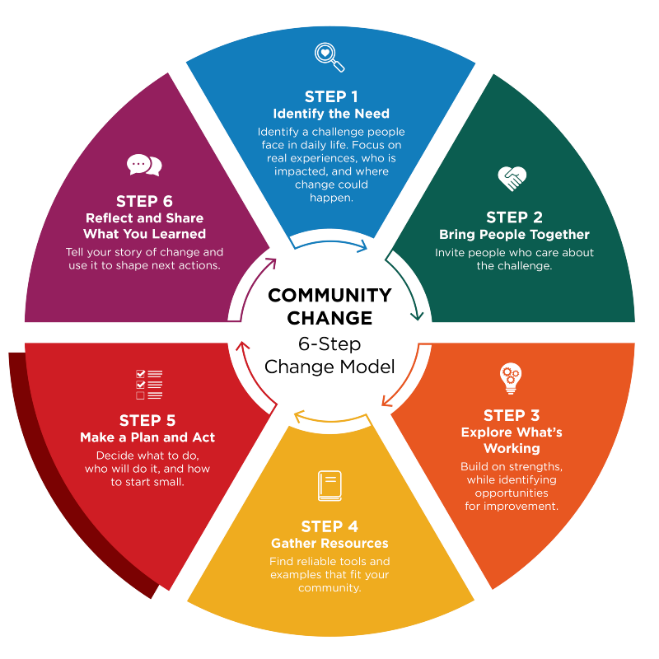 STEP 1
Identify the Need
Identify a challenge people
face in daily life. Focus on
real experiences, who is
impacted, and where
change could
happen.
STEP 2
Bring People Together
Invite people who care about
the challenge.
STEP 3
Explore What's
Working
Build on strengths,
while identifying
opportunities
for improvement.
STEP 4
Gather Resources
Find reliable tools and
examples that fit your
community.
STEP 5
Make a Plan and Act
Decide what to do,
who will do it, and how
to start small.
STEP 6
Reflect and Share
What You Learned
Tell your story of change and
use it to shape next actions.
COMMUNITY
CHANGE
6-Step
Change Model